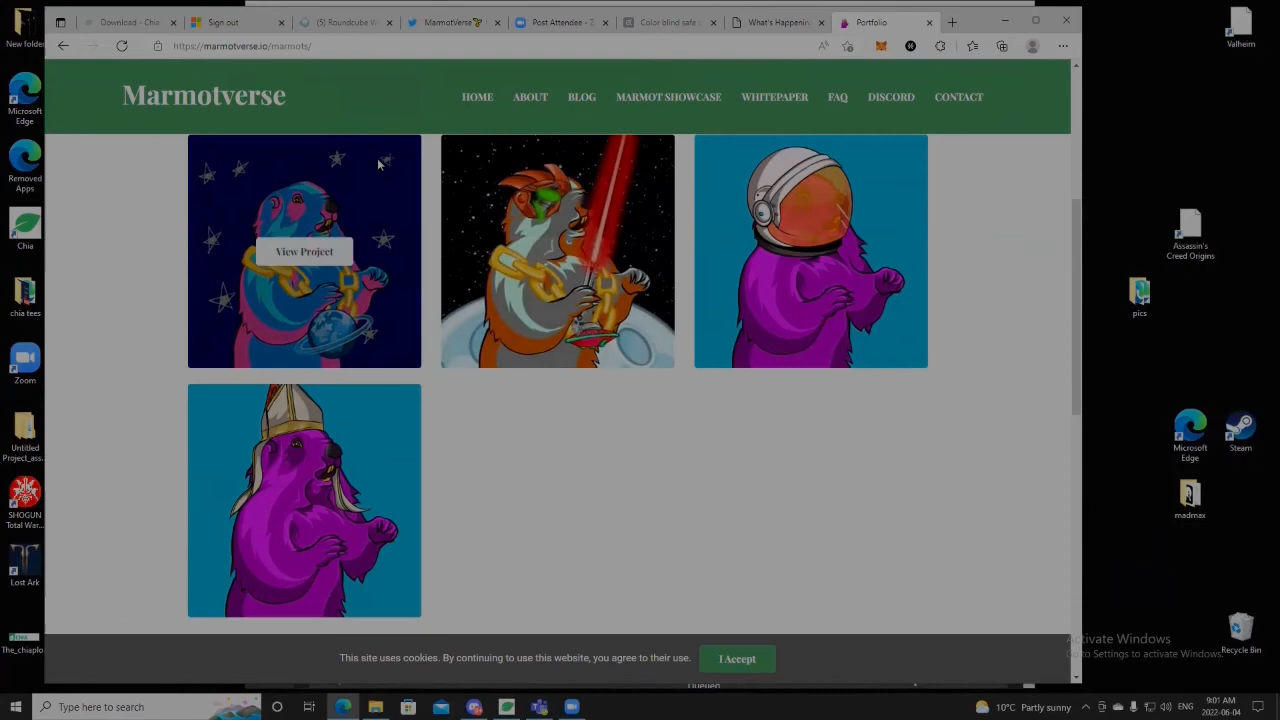 New folder
Microsoft
Edge
Removed
Apps
Chia
chia tees
Zoom
Untitled
Project_ass...
SHOGUN
Total War...
Lost Ark
The_chiaplo
Download - Chia
Sign out
(5) Roundcube W
MarmotVerse
Post Attendee - Z
Color blind safe
What's Happenin
Portfolio
https://marmotverse.io/marmots/
Marmotverse
HOME
ABOUT
BLOG
MARMOT SHOWCASE
WHITEPAPER
FAQ
DISCORD
CONTACT
View Project
This site uses cookies. By continuing to use this website, you agree to their use.
I Accept
Queued
Valheim
Assassin's
Creed Origins
pics
Microsoft
Edge
Steam
madmax
Activate Windows
Go to Settings to activate Windows.
Recycle Bin
Type here to search
10°C Partly sunny
ENG
9:01 AM
2022-06-04